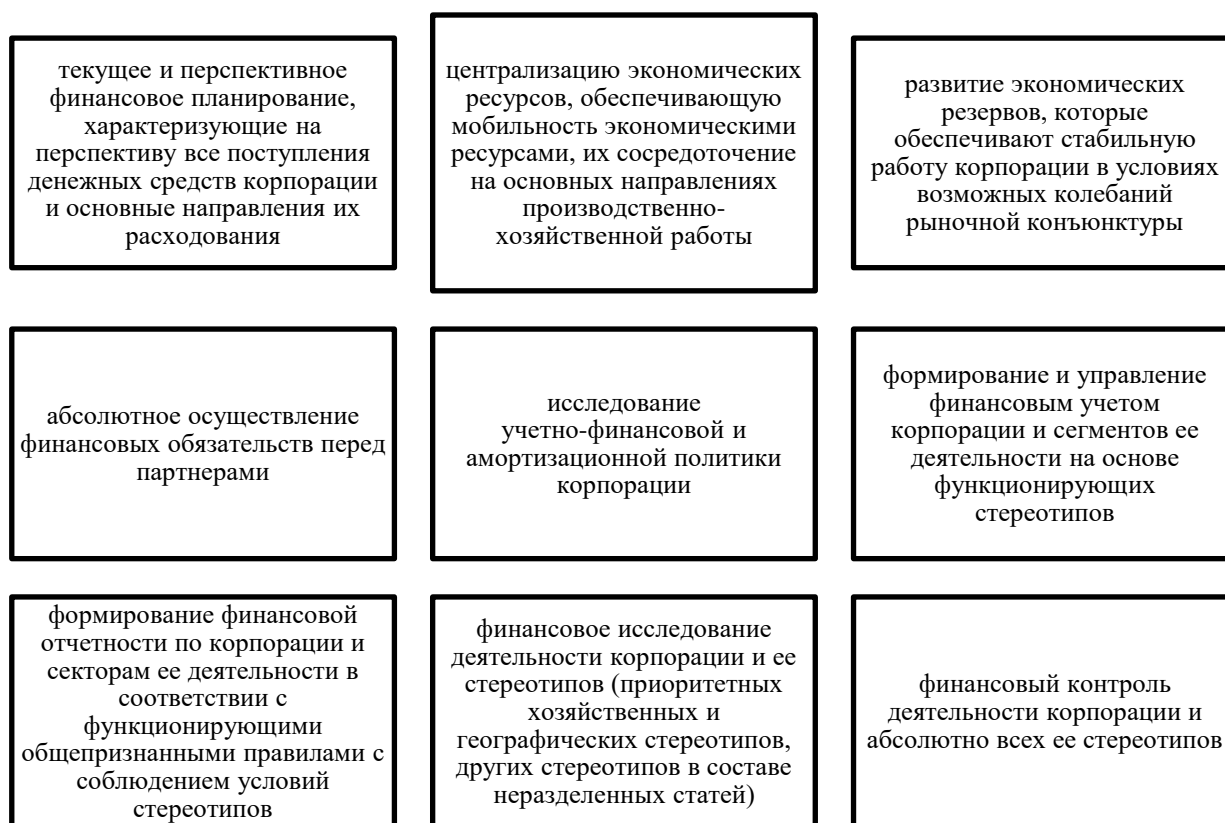 текущее и перспективное
финансовое планирование,
характеризующие на
перспективу все поступления
денежных средств корпорации
и основные направления их
расходования
централизацию экономических
ресурсов, обеспечивающую
мобильность экономическими
ресурсами, их сосредоточение
на основных направлениях
производственно-
хозяйственной работы
развитие экономических
резервов, которые
обеспечивают стабильную
работу корпорации в условиях
возможных колебаний
рыночной конъюнктуры
абсолютное осуществление
финансовых обязательств перед
партнерами
исследование
учетно-финансовой и
амортизационной политики
корпорации
формирование и управление
финансовым учетом
корпорации и сегментов ее
деятельности на основе
функционирующих
стереотипов
формирование финансовой
отчетности по корпорации и
секторам ее деятельности в
соответствии с
функционирующими
общепризнанными правилами с
соблюдением условий
стереотипов
финансовое исследование
деятельности корпорации и ее
стереотипов (приоритетных
хозяйственных и
географических стереотипов,
других стереотипов в составе
неразделенных статей)
финансовый контроль
деятельности корпорации и
абсолютно всех ее стереотипов